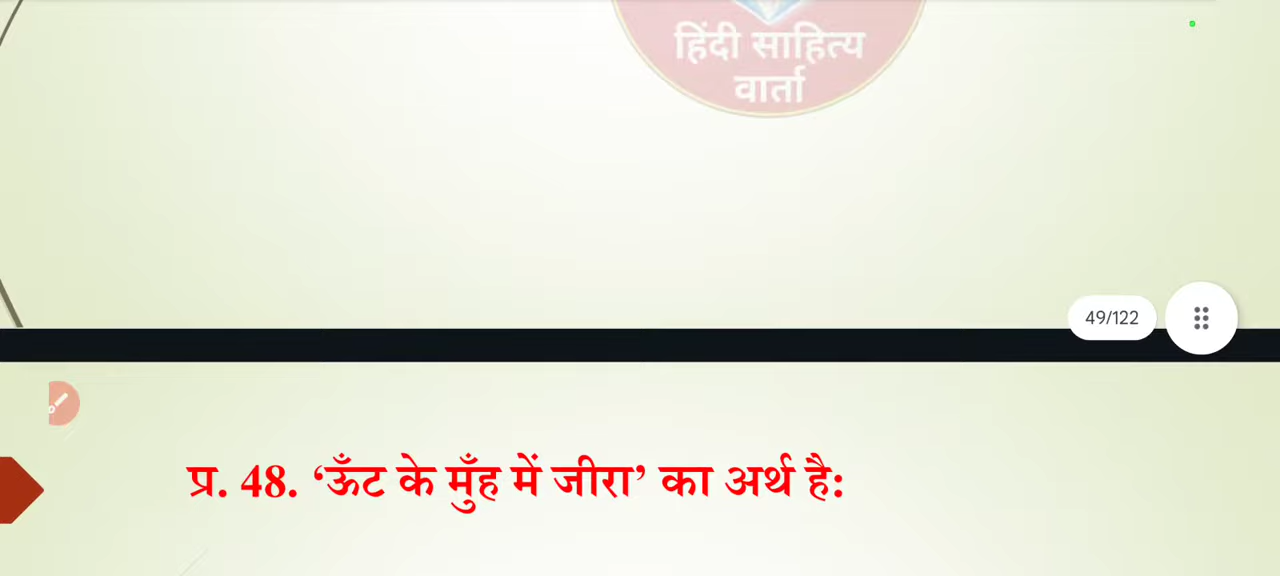 हिंदी साहित्य
वार्ता
49/122
प्र. 48. ‘ऊँट के मुँह में जीरा’ का अर्थ है: